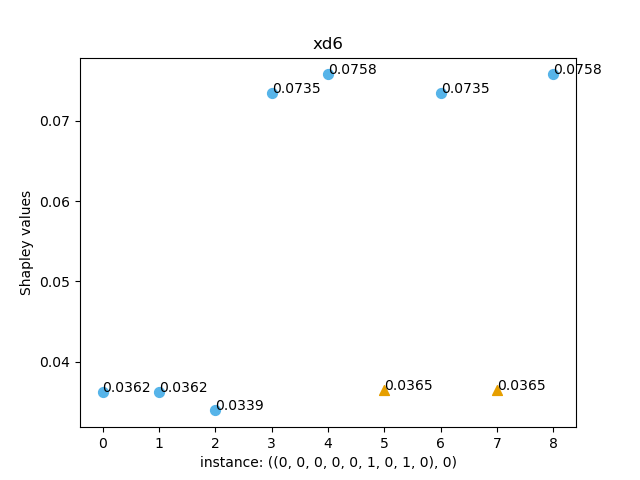 xd6
0.0758 0.0758
0.0735 0.0735
0.07
0.06
Shapley values
0.05
0.04
0.0362 0.0362 0.0365 0.0365
0.0339
0 1 2 3 4 5 6 7 8
instance: ((0, 0, 0, 0, 0, 1, 0, 1, 0), 0)